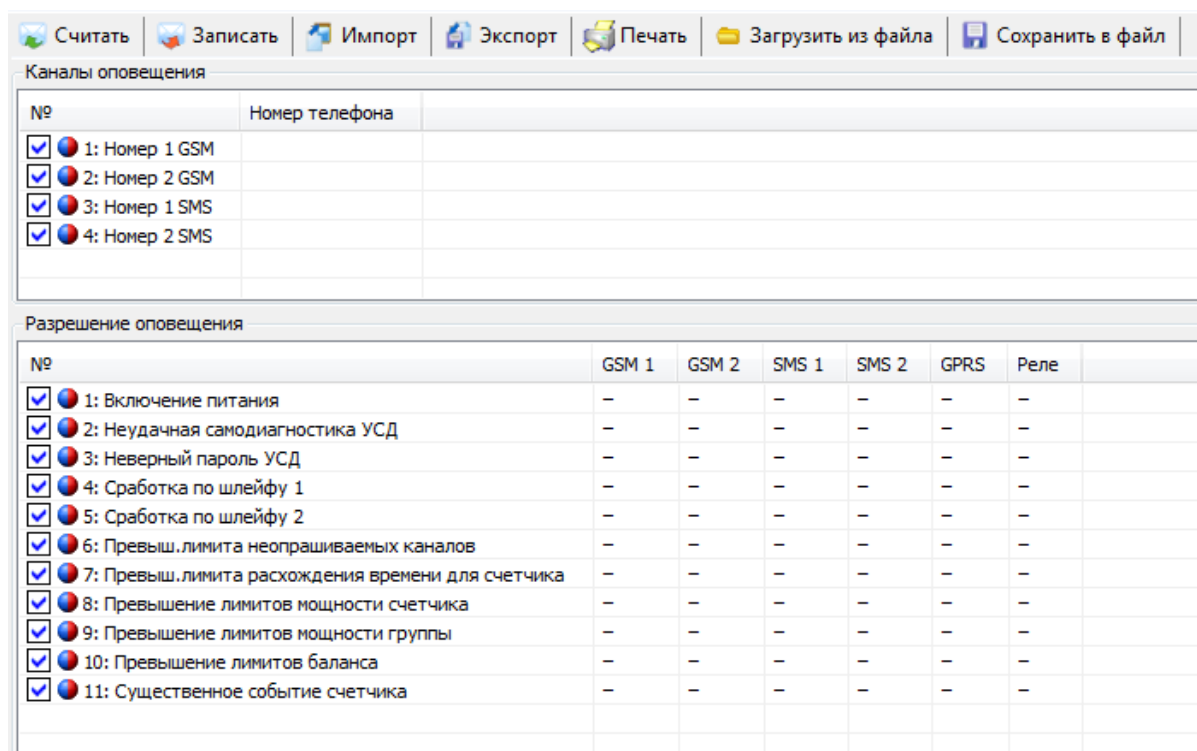 Считать Записать Импорт Экспорт Печать Загрузить из файла Сохранить в файл
Каналы оповещения
№ Номер телефона
1: Номер 1 GSM
2: Номер 2 GSM
3: Номер 1 SMS
4: Номер 2 SMS
Разрешение оповещения
№ GSM 1 GSM 2 SMS 1 SMS 2 GPRS Реле
1: Включение питания – – – – – –
2: Неудачная самодиагностика УСД – – – – – –
3: Неверный пароль УСД – – – – – –
4: Сработка по шлейфу 1 – – – – – –
5: Сработка по шлейфу 2 – – – – – –
6: Превыш.лимита неопрашиваемых каналов – – – – – –
7: Превыш.лимита расхождения времени для счетчика – – – – – –
8: Превышение лимитов мощности счетчика – – – – – –
9: Превышение лимитов мощности группы – – – – – –
10: Превышение лимитов баланса – – – – – –
11: Существенное событие счетчика – – – – – –